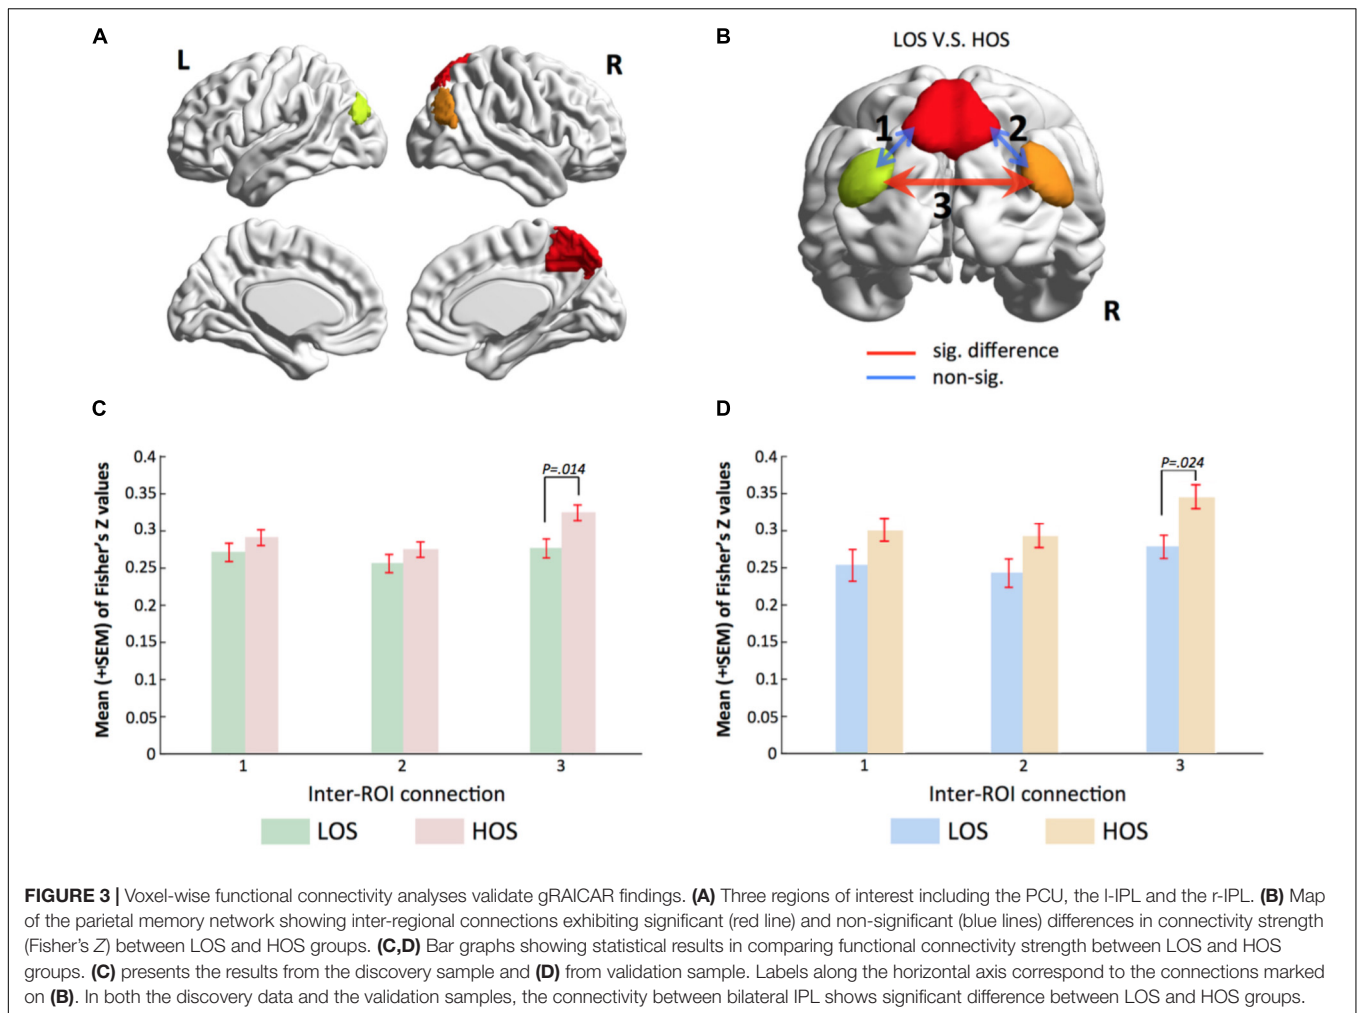 A
L
R
B
LOS V.S. HOS
1
2
3
R
sig. difference
non-sig.
C
Mean (+ISEM) of Fisher's Z values
0.4
0.35
0.3
0.25
0.2
0.15
0.1
0.05
0
P=.014
1
2
3
Inter-ROI connection
LOS
HOS
D
Mean (+ISEM) of Fisher's Z values
0.4
0.35
0.3
0.25
0.2
0.15
0.1
0.05
0
P=.024
1
2
3
Inter-ROI connection
LOS
HOS
FIGURE 3 | Voxel-wise functional connectivity analyses validate gRAICAR findings. (A) Three regions of interest including the PCU, the l-IPL and the r-IPL. (B) Map
of the parietal memory network showing inter-regional connections exhibiting significant (red line) and non-significant (blue lines) differences in connectivity strength
(Fisher's Z) between LOS and HOS groups. (C,D) Bar graphs showing statistical results in comparing functional connectivity strength between LOS and HOS
groups. (C) presents the results from the discovery sample and (D) from validation sample. Labels along the horizontal axis correspond to the connections marked
on (B). In both the discovery data and the validation samples, the connectivity between bilateral IPL shows significant difference between LOS and HOS groups.